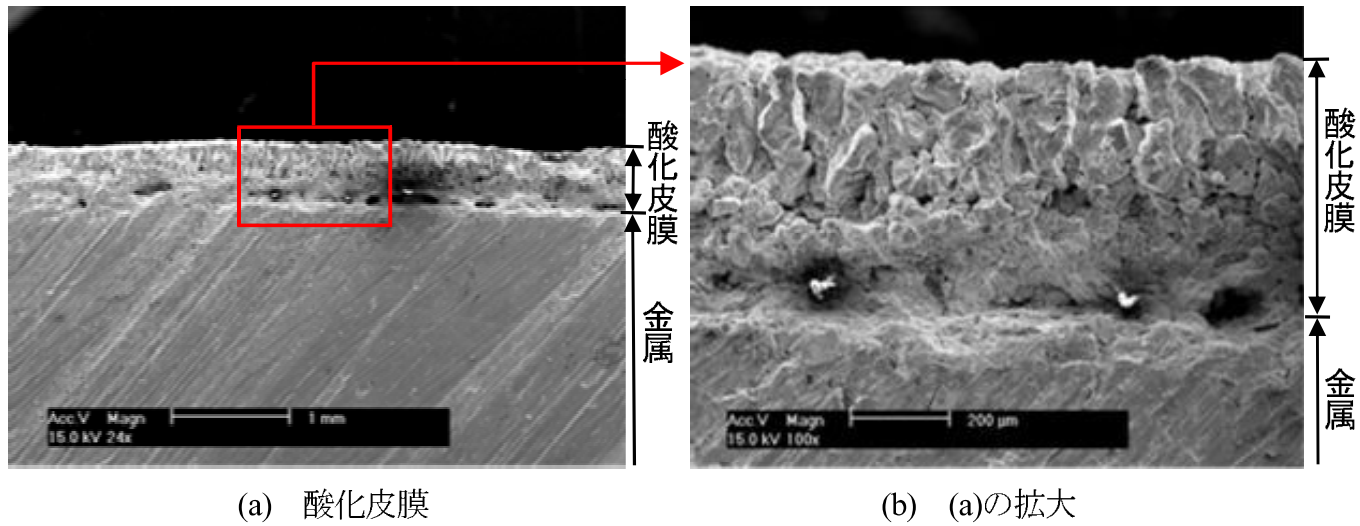 酸化皮膜
金属
Acc.V Magn 1 mm
15.0 kV 24x
酸化皮膜
金属
Acc.V Magn 200 µm
15.0 kV 100x
(a) 酸化皮膜
(b) (a)の拡大